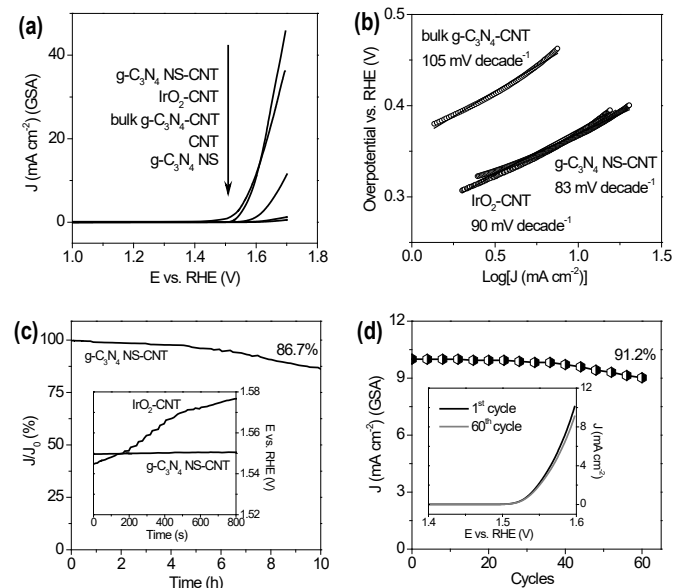 (a)
60
40
20
0
1.0
1.2
1.4
1.6
1.8
J (mA cm⁻²) (GSA)
E vs. RHE (V)
g-C₃N₄ NS-CNT
IrO₂-CNT
bulk g-C₃N₄-CNT
CNT
g-C₃N₄ NS
(b)
0.5
0.4
0.3
0.0
0.5
1.0
1.5
Overpotential vs. RHE (V)
Log[J (mA cm⁻²)]
bulk g-C₃N₄-CNT
105 mV decade⁻¹
g-C₃N₄ NS-CNT
83 mV decade⁻¹
IrO₂-CNT
90 mV decade⁻¹
(c)
100
75
50
25
0
0
2
4
6
8
10
J/J₀ (%)
Time (h)
86.7%
g-C₃N₄ NS-CNT
IrO₂-CNT
g-C₃N₄ NS-CNT
0
200
400
600
800
Time (s)
1.58
1.57
1.55
1.54
1.52
E vs. RHE (V)
(d)
12
9
6
3
0
0
20
40
60
J (mA cm⁻²) (GSA)
Cycles
91.2%
1ˢᵗ cycle
60ᵗʰ cycle
1.4
1.5
1.6
E vs. RHE (V)
10
8
4
0
J (mA cm⁻²)